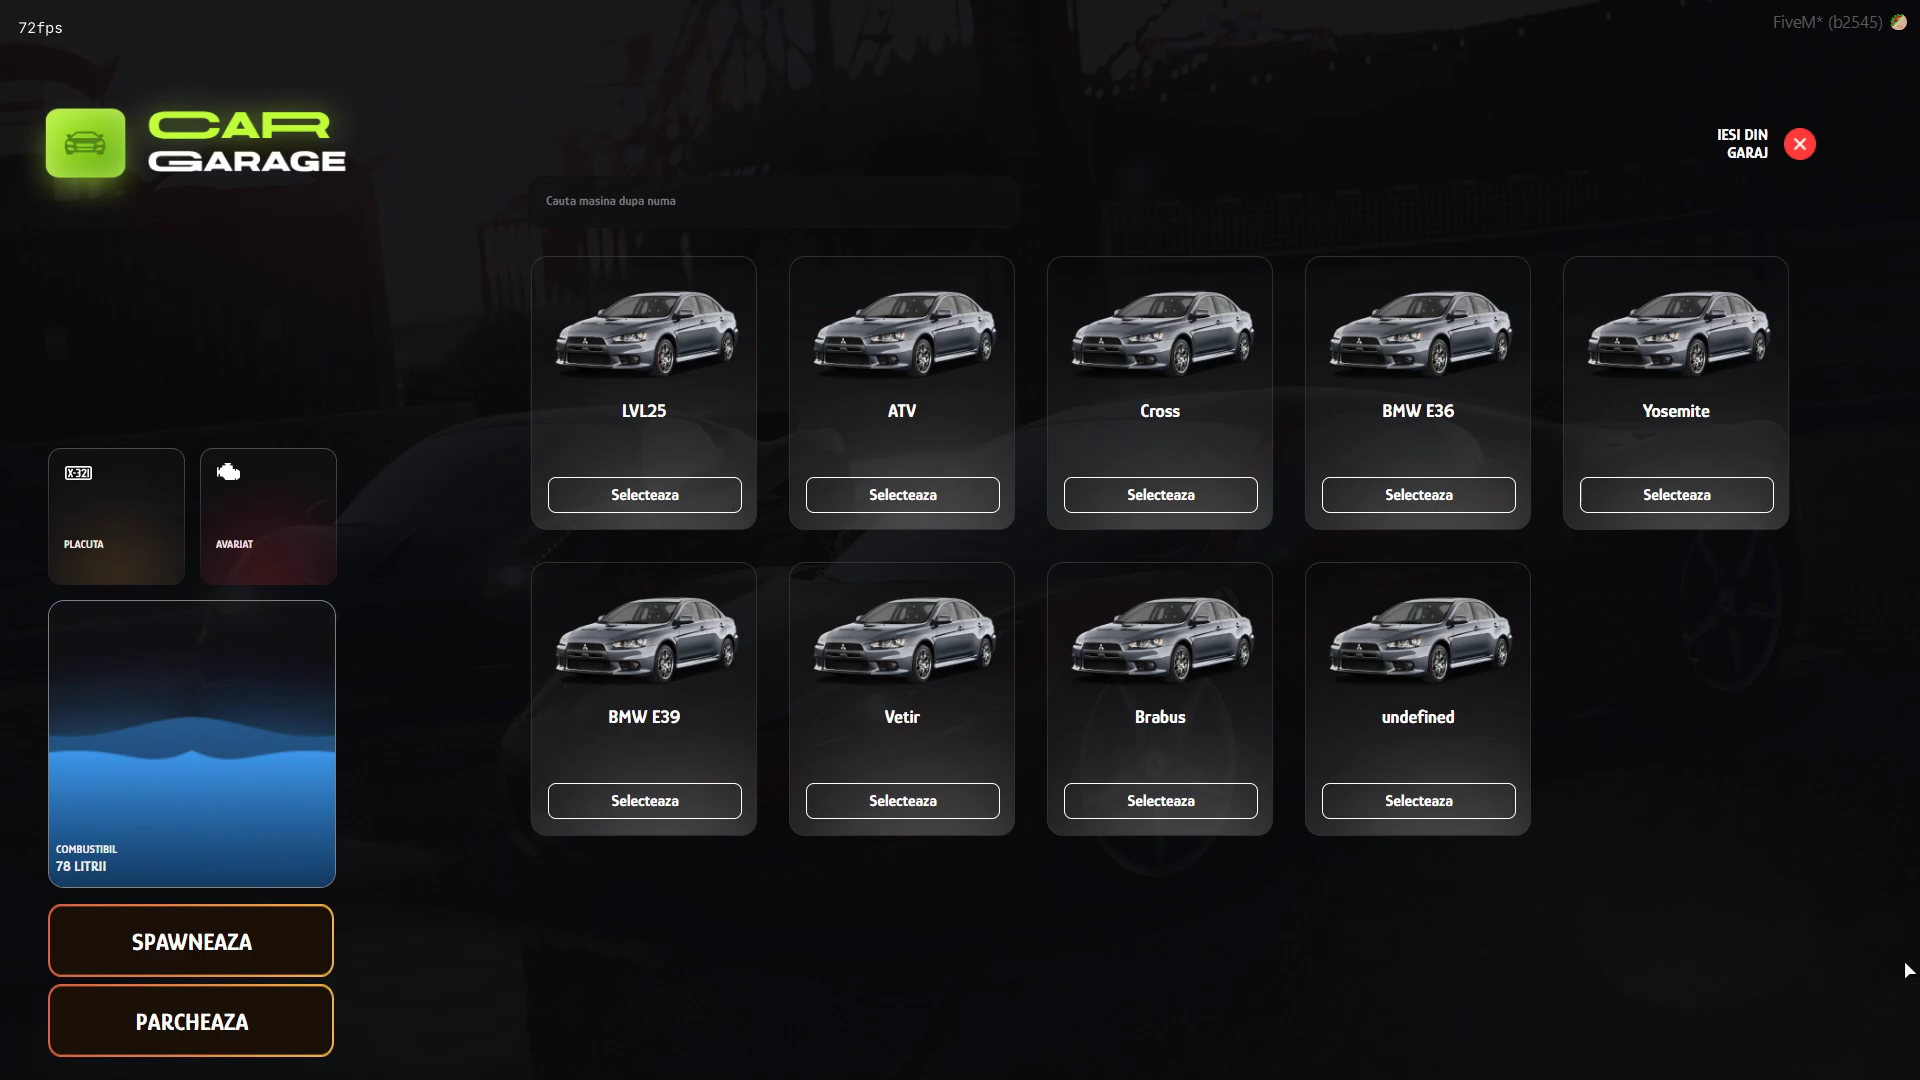 72fps
FiveM* (b2545)
CAR
GARAGE
IESI DIN
GARAJ
Cauta masina dupa numa
LVL25
ATV
Cross
BMW E36
Yosemite
Selecteaza
Selecteaza
Selecteaza
Selecteaza
Selecteaza
X-321
PLACUTA
AVARIAT
BMW E39
Vetir
Brabus
undefined
Selecteaza
Selecteaza
Selecteaza
Selecteaza
COMBUSTIBIL
78 LITRII
SPAWNEAZA
PARCHEAZA